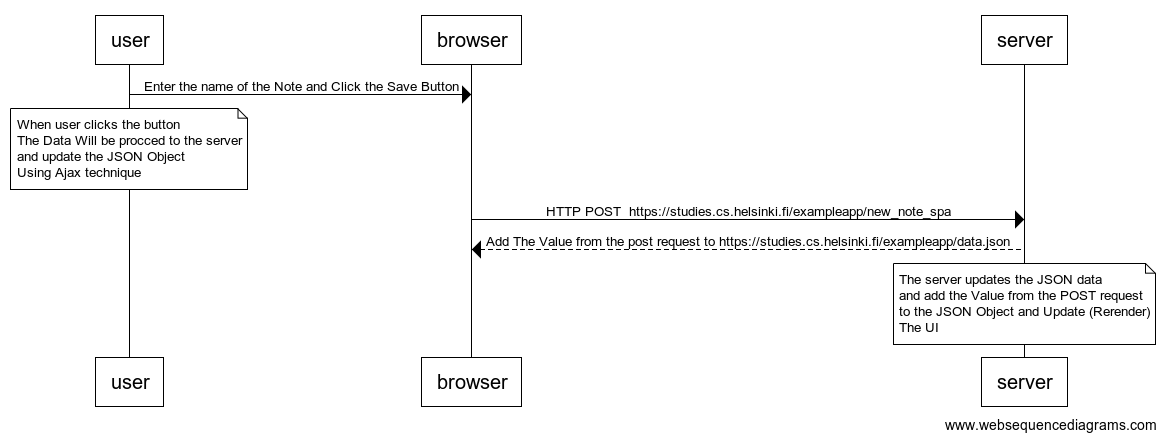 user
browser
server
Enter the name of the Note and Click the Save Button
When user clicks the button
The Data Will be procced to the server
and update the JSON Object
Using Ajax technique
HTTP POST  https://studies.cs.helsinki.fi/exampleapp/new_note_spa
Add The Value from the post request to https://studies.cs.helsinki.fi/exampleapp/data.json
The server updates the JSON data
and add the Value from the POST request
to the JSON Object and Update (Rerender)
The UI
user
browser
server
www.websequencediagrams.com